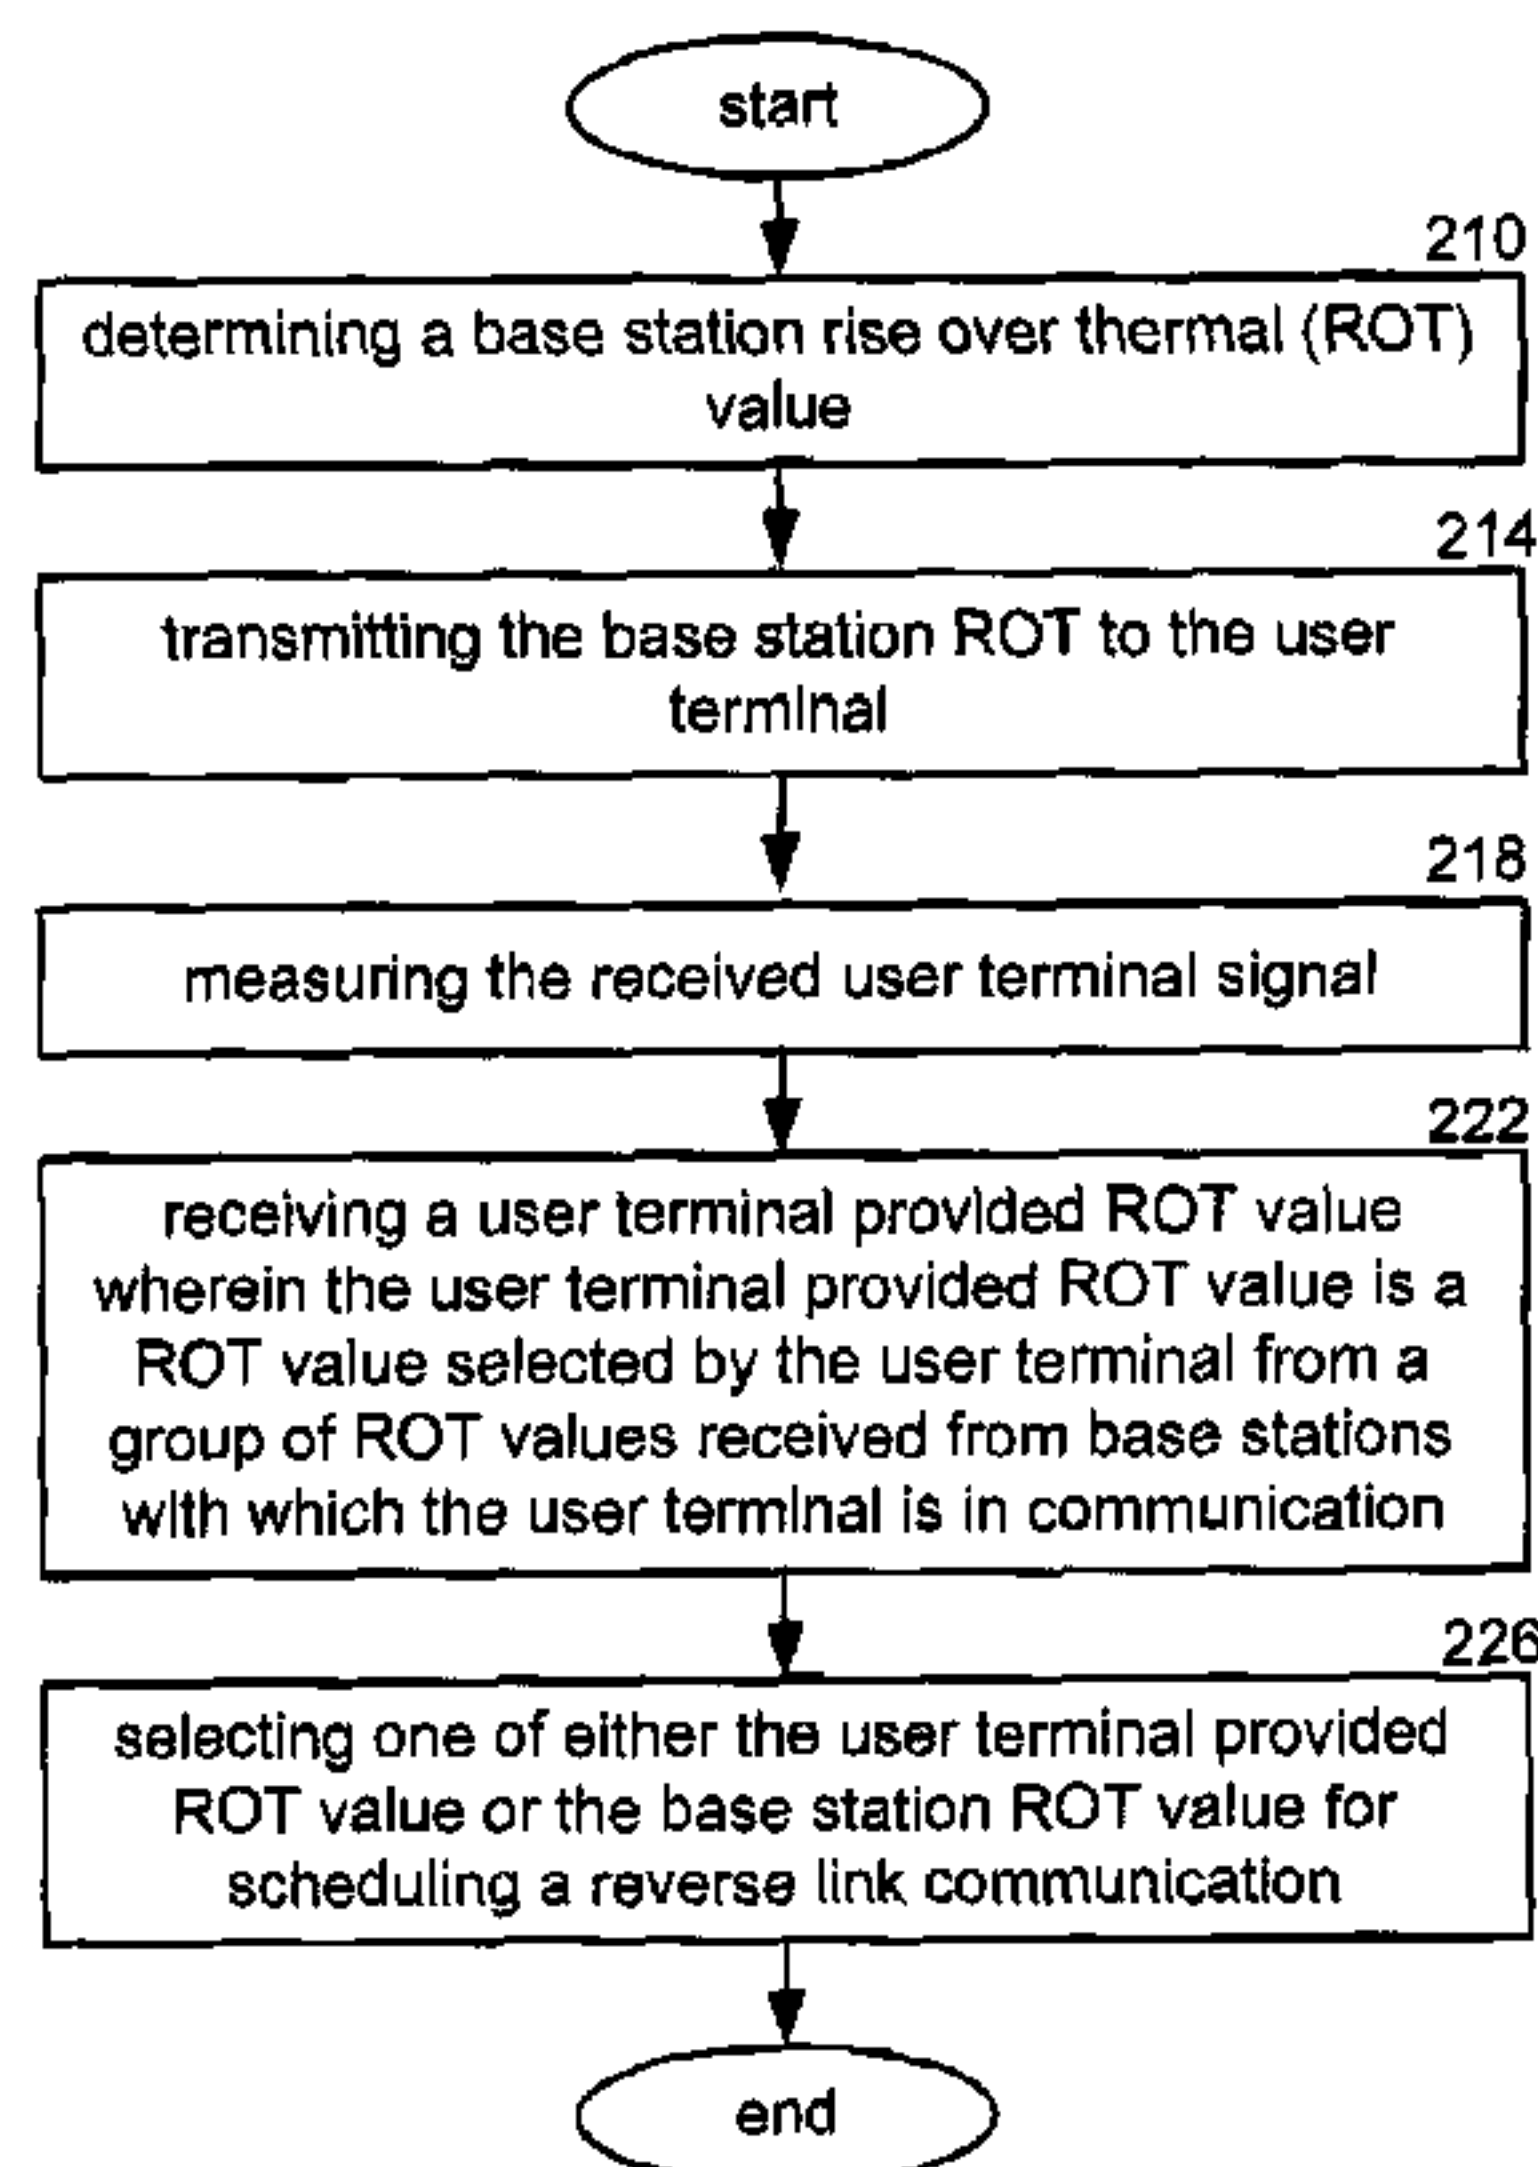 start
210
determining a base station rise over thermal (ROT)
value
214
transmitting the base station ROT to the user
terminal
218
measuring the received user terminal signal
222
receiving a user terminal provided ROT value
wherein the user terminal provided ROT value is a
ROT value selected by the user terminal from a
group of ROT values received from base stations
with which the user terminal is in communication
226
selecting one of either the user terminal provided
ROT value or the base station ROT value for
scheduling a reverse link communication
end